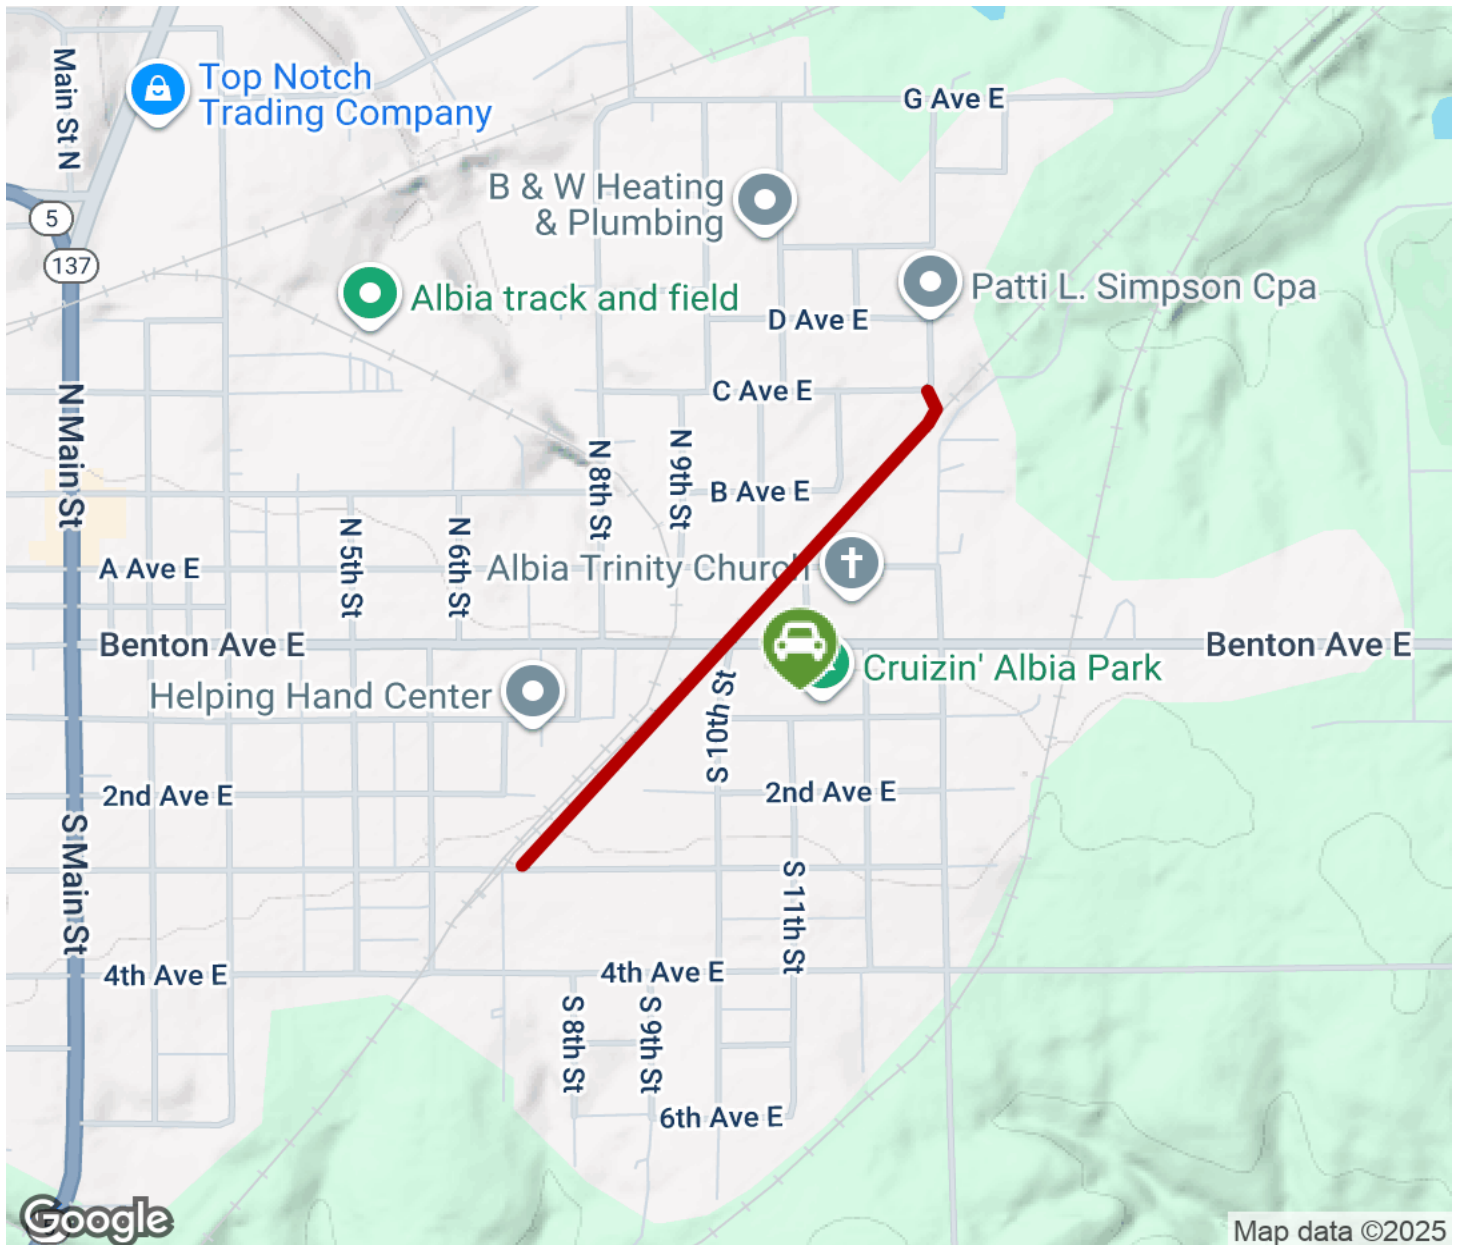 Main St N
Top Notch
Trading Company
G Ave E
5
B & W Heating
& Plumbing
137
Albia track and field
Patti L. Simpson Cpa
D Ave E
C Ave E
N Main St
N 8th St
N 9th St
B Ave E
N 5th St
N 6th St
A Ave E
Albia Trinity Church
Benton Ave E
Benton Ave E
Cruizin' Albia Park
Helping Hand Center
S 10th St
2nd Ave E
2nd Ave E
S Main St
S 11th St
4th Ave E
4th Ave E
S 8th St
S 9th St
6th Ave E
Google
Map data ©2025